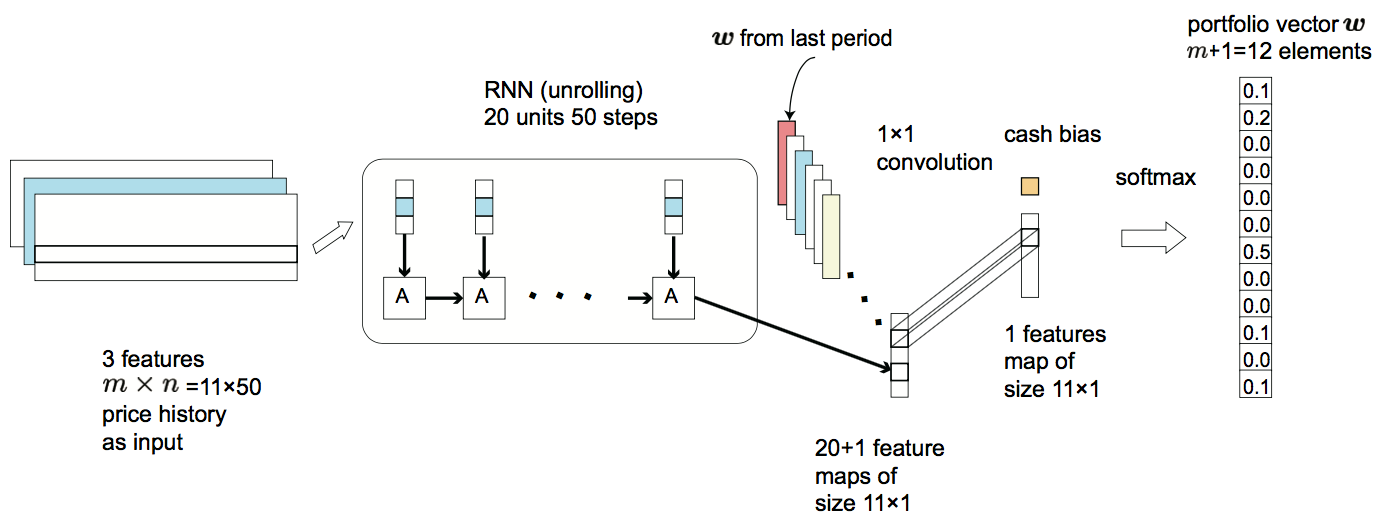 3 features
m × n =11×50
price history
as input
RNN (unrolling)
20 units 50 steps
A
A
A
w from last period
20+1 feature
maps of
size 11×1
1×1
convolution
cash bias
1 features
map of
size 11×1
softmax
portfolio vector w
m+1=12 elements
0.1
0.2
0.0
0.0
0.0
0.0
0.5
0.0
0.0
0.1
0.0
0.1